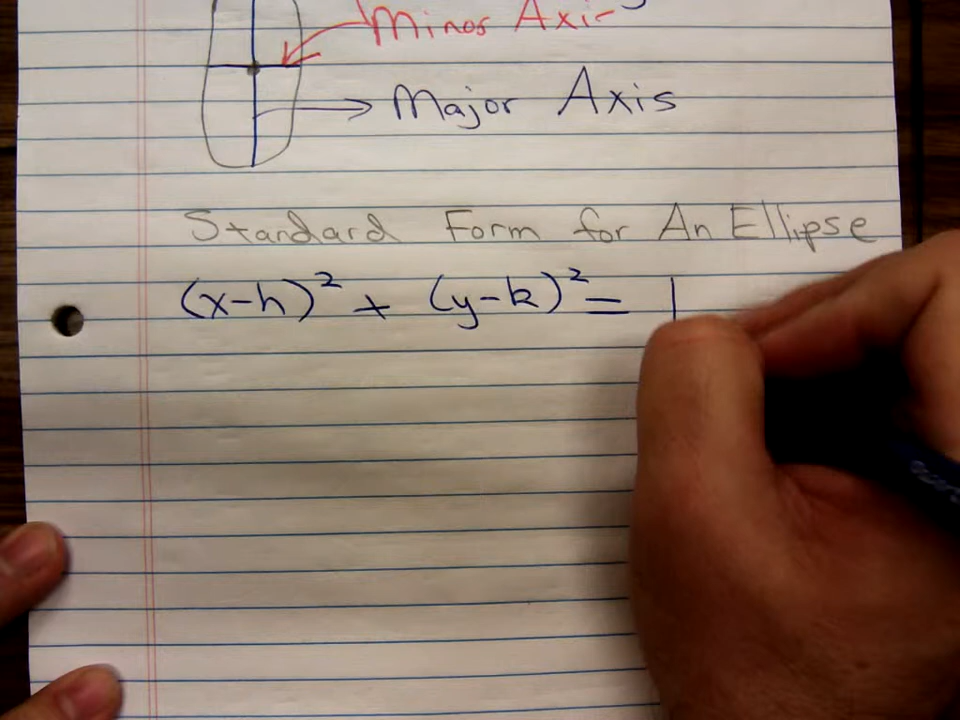 Minor Axis
Major Axis
Standard Form for An Ellipse
(x-h)² + (y-k)² = 1